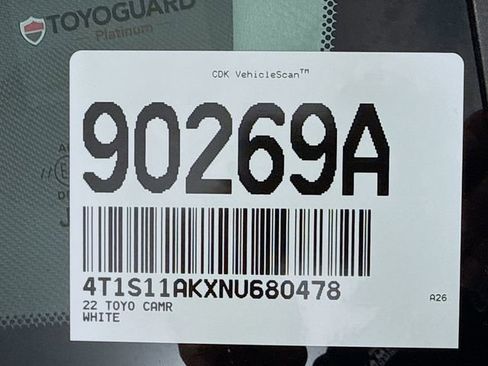 TOYOGUARD
Platinum
CDK VehicleScan™
90269A
4T1S11AKXNU680478
22 TOYO CAMR
WHITE
A26